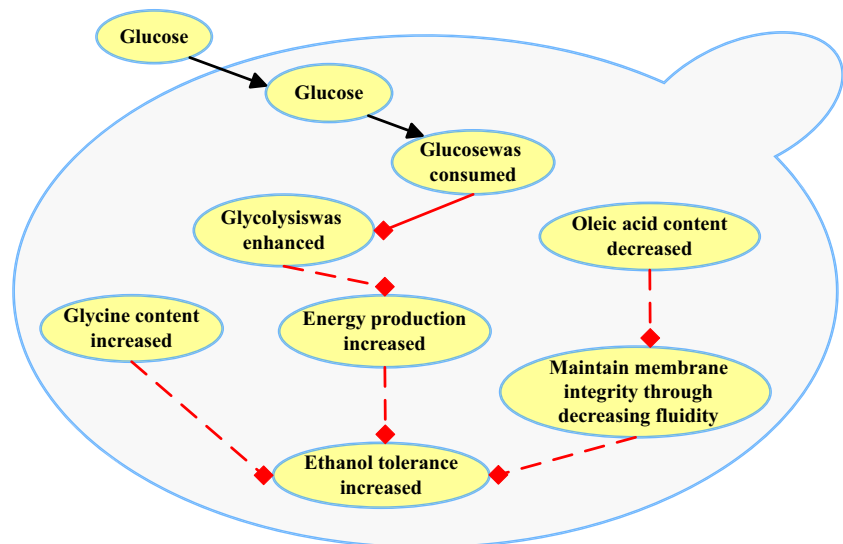 Glucose
Glucose
Glucosewas
consumed
Glycolysiswas
enhanced
Oleic acid content
decreased
Glycine content
increased
Energy production
increased
Maintain membrane
integrity through
decreasing fluidity
Ethanol tolerance
increased